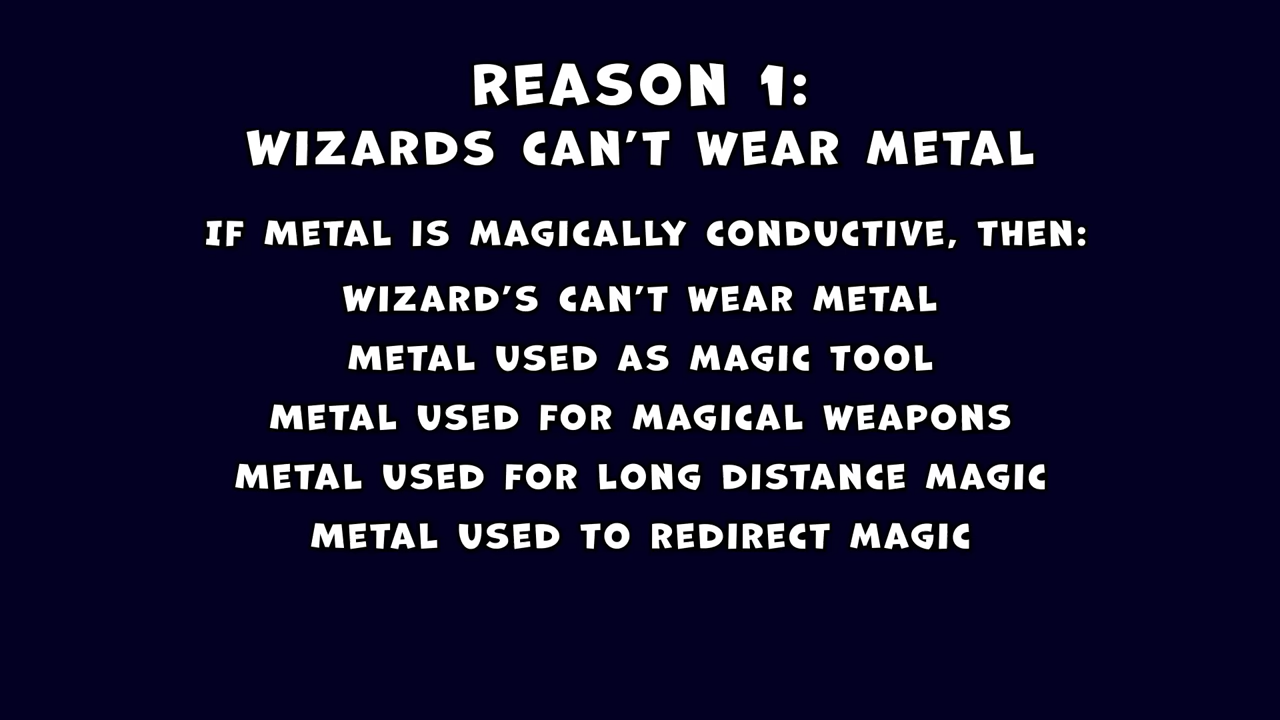 REASON 1:
WIZARDS CAN'T WEAR METAL
IF METAL IS MAGICALLY CONDUCTIVE, THEN:
WIZARD'S CAN'T WEAR METAL
METAL USED AS MAGIC TOOL
METAL USED FOR MAGICAL WEAPONS
METAL USED FOR LONG DISTANCE MAGIC
METAL USED TO REDIRECT MAGIC